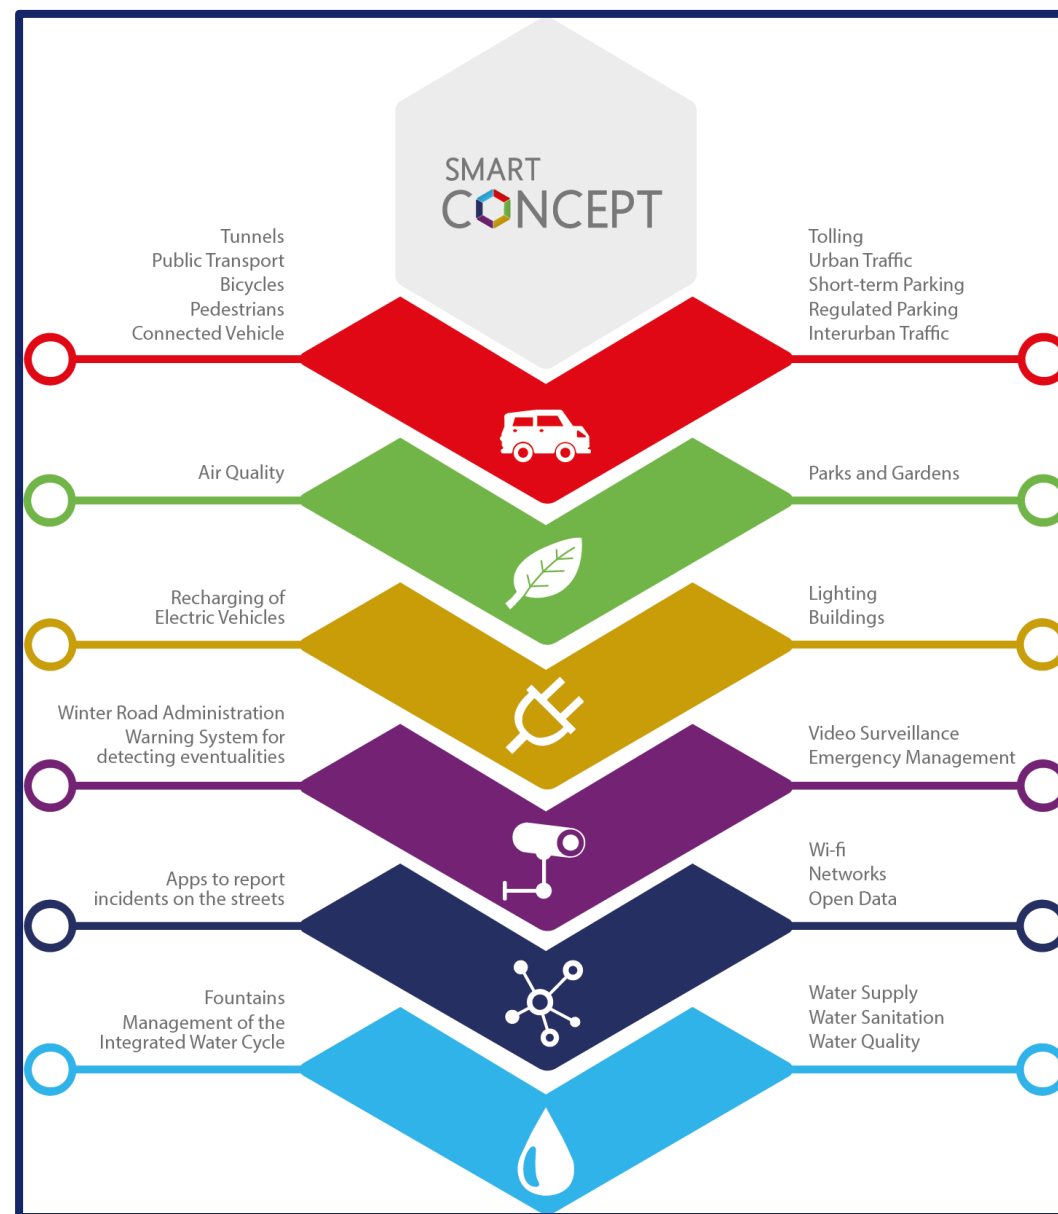 SMART
CONCEPT
Tunnels
Public Transport
Bicycles
Pedestrians
Connected Vehicle
Tolling
Urban Traffic
Short-term Parking
Regulated Parking
Interurban Traffic
Air Quality
Parks and Gardens
Recharging of
Electric Vehicles
Lighting
Buildings
Winter Road Administration
Warning System for
detecting eventualities
Video Surveillance
Emergency Management
Apps to report
incidents on the streets
Wi-fi
Networks
Open Data
Fountains
Management of the
Integrated Water Cycle
Water Supply
Water Sanitation
Water Quality